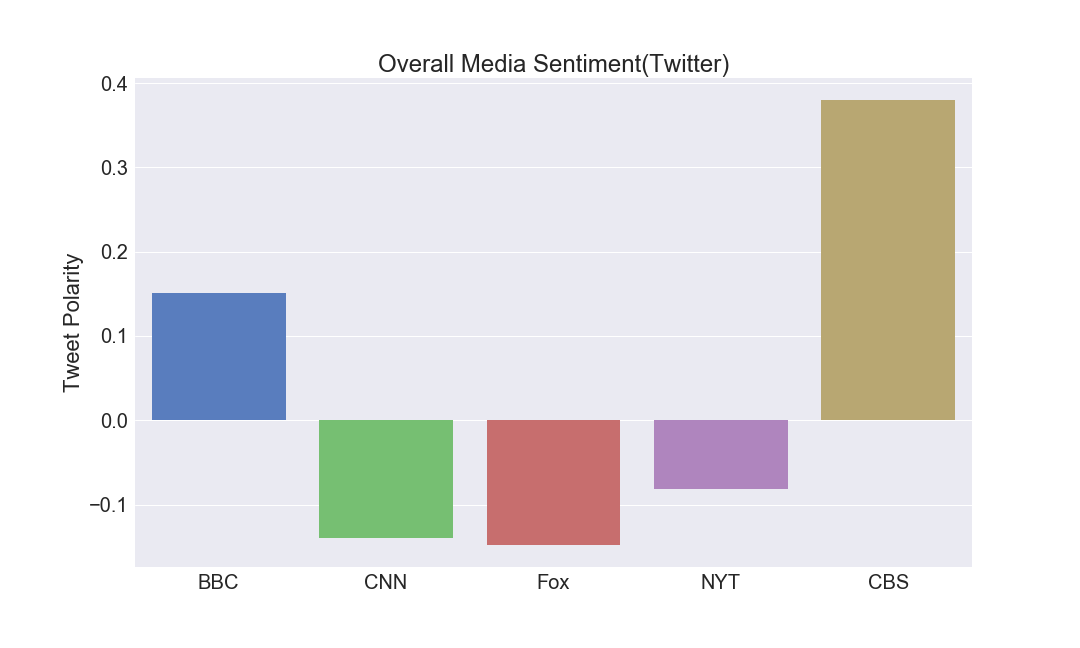 Overall Media Sentiment(Twitter)
Tweet Polarity
0.4
0.3
0.2
0.1
0.0
−0.1
BBC CNN Fox NYT CBS